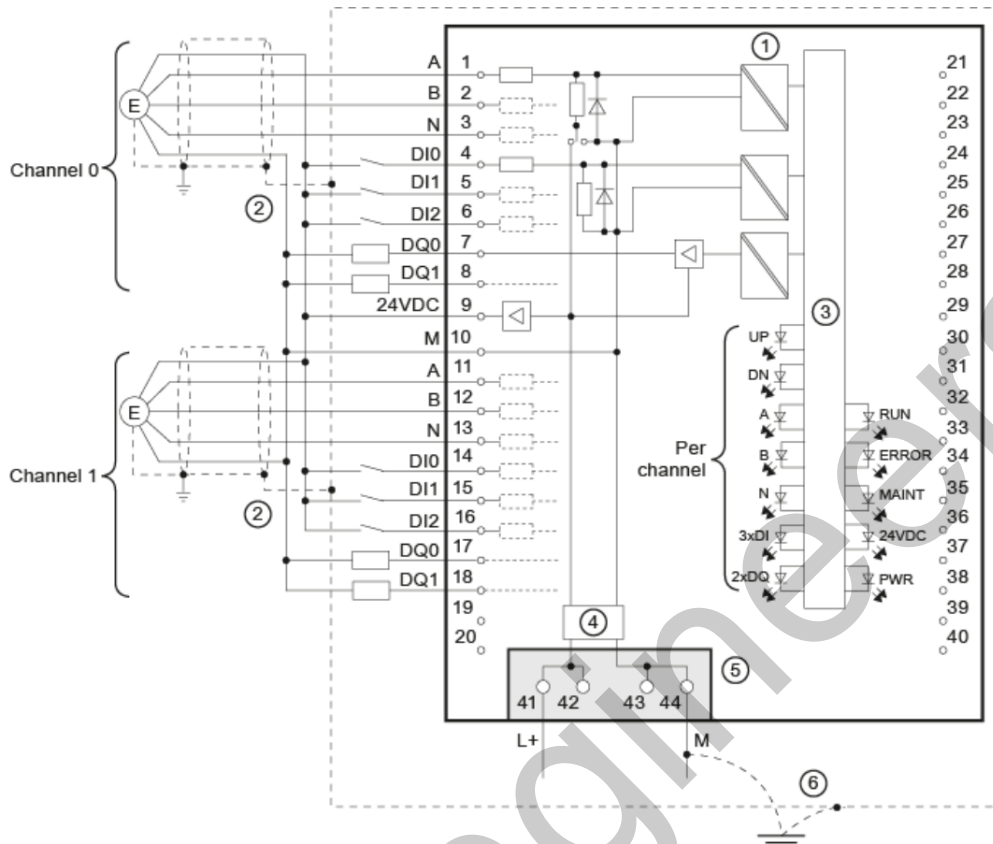 Channel 0
E
A 1
B 2
N 3
DI0 4
DI1 5
DI2 6
DQ0 7
DQ1 8
24VDC 9
M 10
②
Channel 1
E
A 11
B 12
N 13
DI0 14
DI1 15
DI2 16
DQ0 17
DQ1 18
19
20
②
①
③
Per
channel
UP
DN
A
B
N
3xDI
2xDQ
RUN
ERROR
MAINT
24VDC
PWR
21
22
23
24
25
26
27
28
29
30
31
32
33
34
35
36
37
38
39
40
④
⑤
41 42 43 44
L+ M
⑥